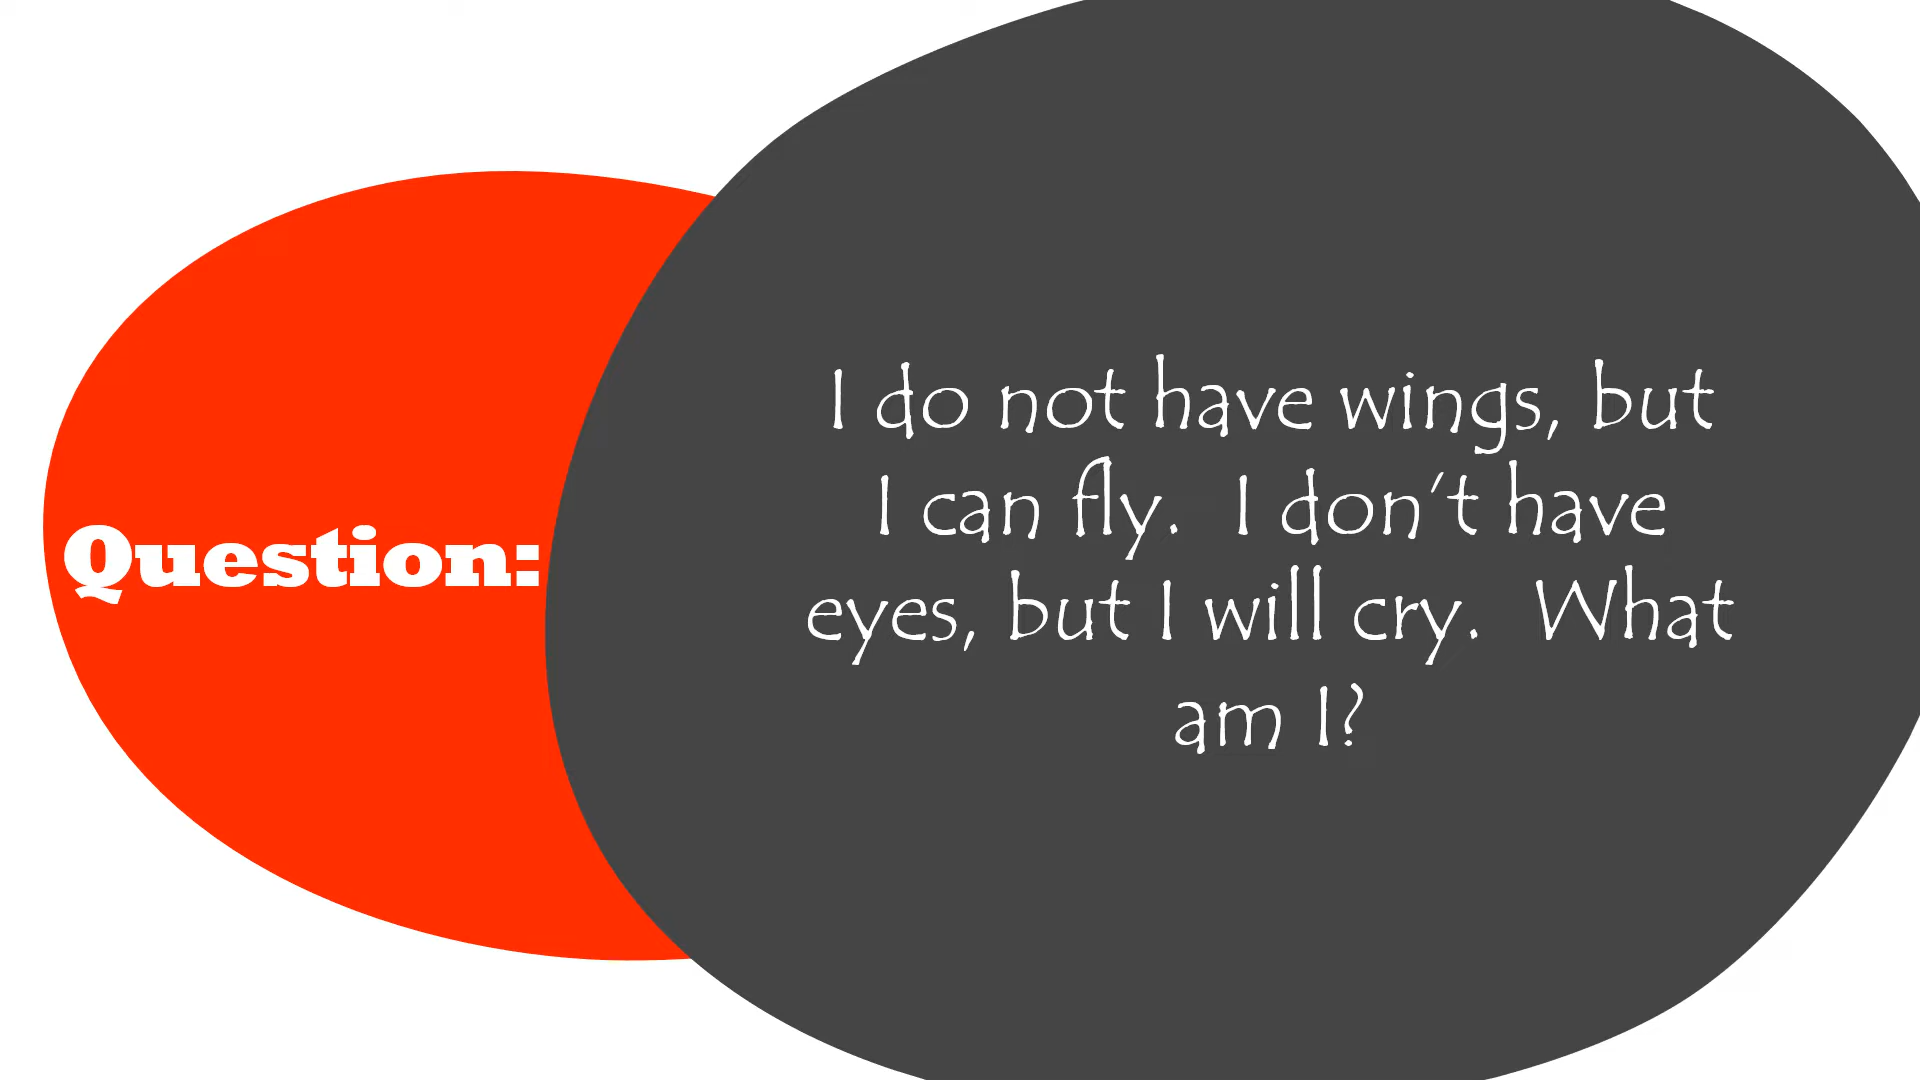 Question:
I do not have wings, but
I can fly.  I don’t have
eyes, but I will cry.  What
am I?